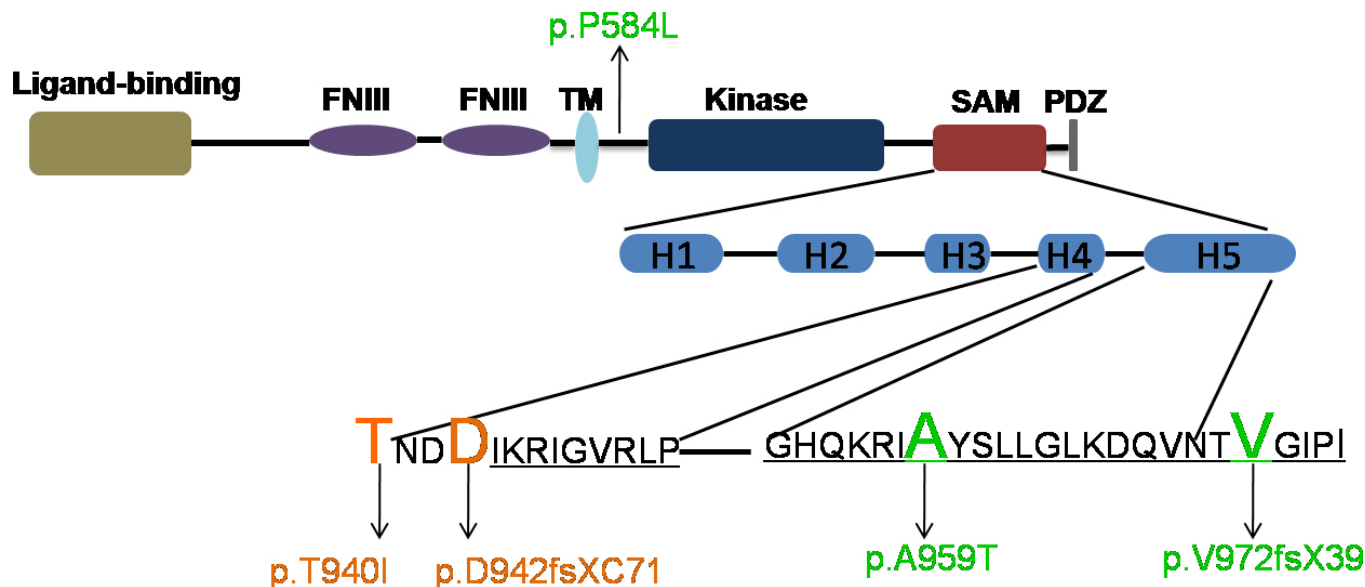 p.P584L
Ligand-binding FNIII FNIII TM Kinase SAM PDZ
H1 H2 H3 H4 H5
TNDDIKRIGVRLP GHQKRIAYSLLGLKDQVNTVGIPI
p.T940I p.D942fsXC71 p.A959T p.V972fsX39